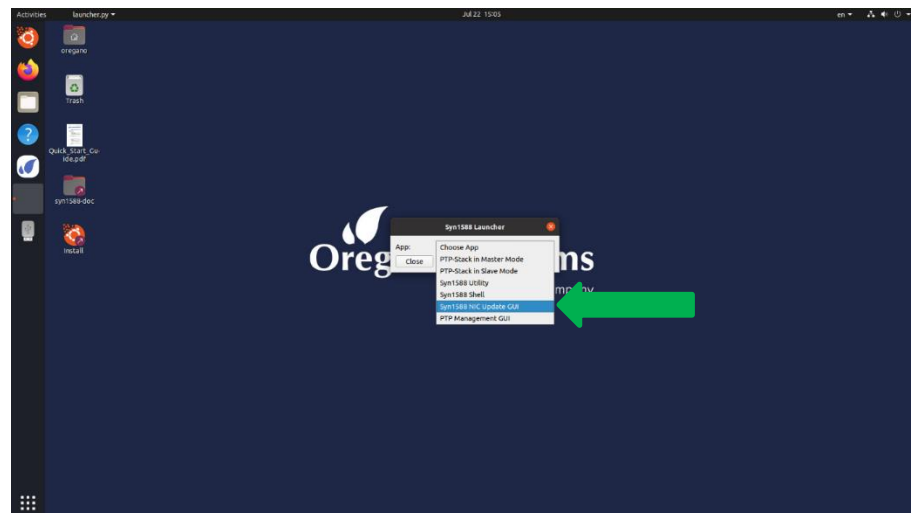 Activities launcher.py Jul 22 15:05 en
oregano
Trash
Quick_Start_Gu-
ide.pdf
syn1588-doc
Install
Syn1588 Launcher
App:
Close
Choose App
PTP-Stack in Master Mode
PTP-Stack in Slave Mode
Syn1588 Utility
Syn1588 Shell
Syn1588 NIC Update GUI
PTP Management GUI
Oreg ms
mpany